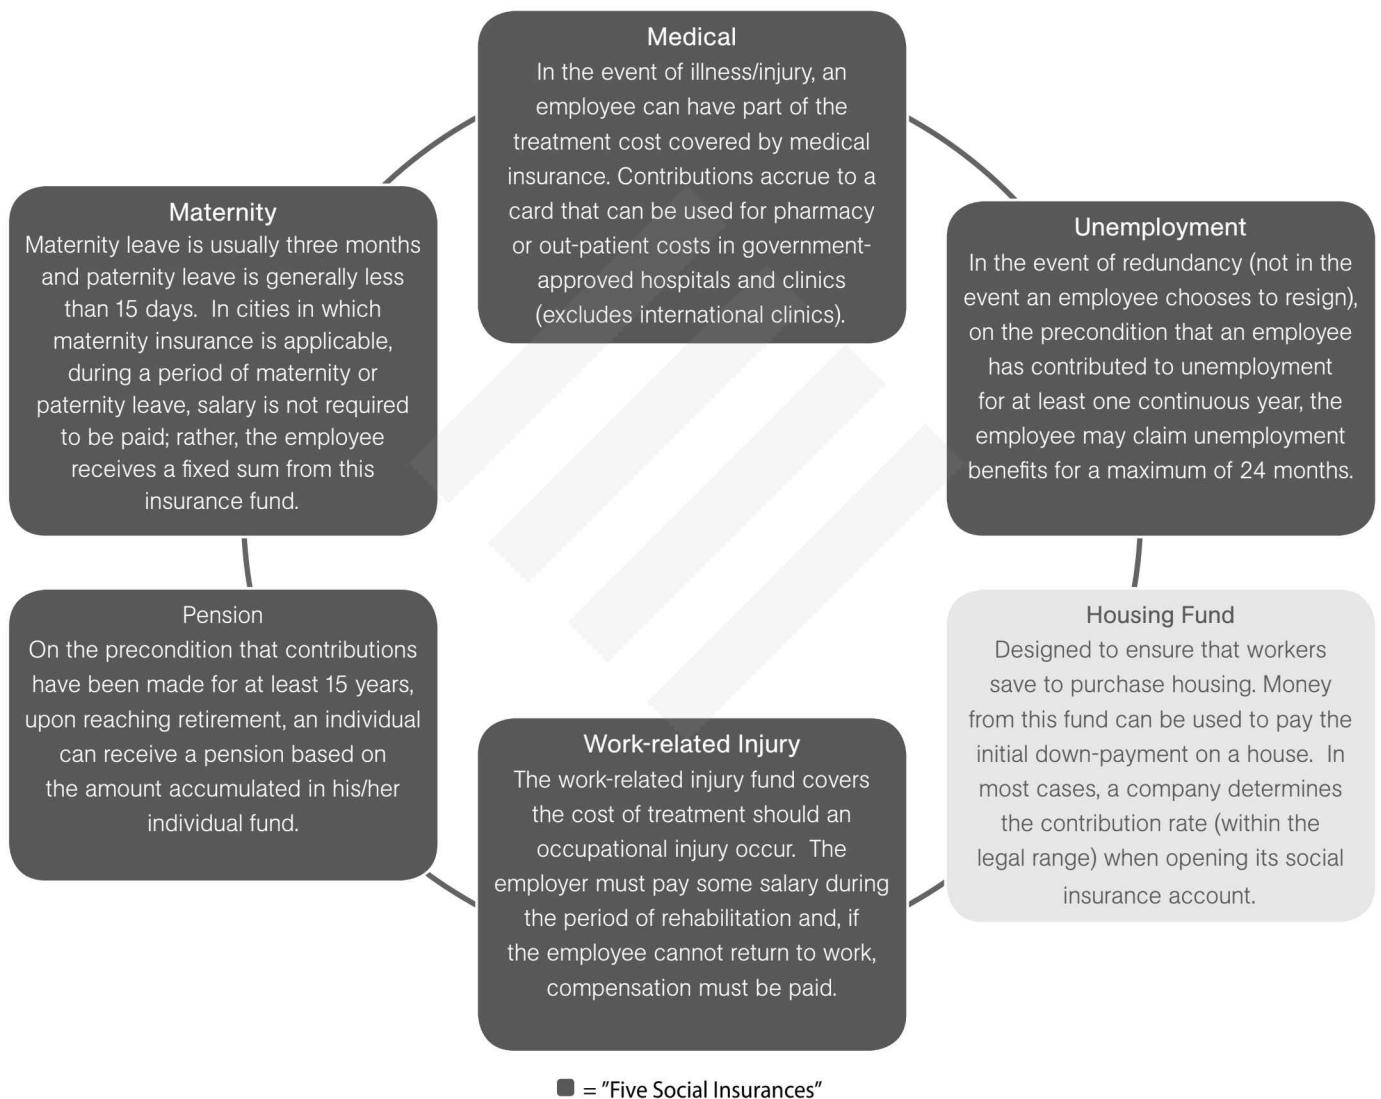 Medical
In the event of illness/injury, an
employee can have part of the
treatment cost covered by medical
insurance. Contributions accrue to a
card that can be used for pharmacy
or out-patient costs in government-
approved hospitals and clinics
(excludes international clinics).
Maternity
Maternity leave is usually three months
and paternity leave is generally less
than 15 days.  In cities in which
maternity insurance is applicable,
during a period of maternity or
paternity leave, salary is not required
to be paid; rather, the employee
receives a fixed sum from this
insurance fund.
Unemployment
In the event of redundancy (not in the
event an employee chooses to resign),
on the precondition that an employee
has contributed to unemployment
for at least one continuous year, the
employee may claim unemployment
benefits for a maximum of 24 months.
Pension
On the precondition that contributions
have been made for at least 15 years,
upon reaching retirement, an individual
can receive a pension based on
the amount accumulated in his/her
individual fund.
Housing Fund
Designed to ensure that workers
save to purchase housing. Money
from this fund can be used to pay the
initial down-payment on a house.  In
most cases, a company determines
the contribution rate (within the
legal range) when opening its social
insurance account.
Work-related Injury
The work-related injury fund covers
the cost of treatment should an
occupational injury occur.  The
employer must pay some salary during
the period of rehabilitation and, if
the employee cannot return to work,
compensation must be paid.
= "Five Social Insurances"